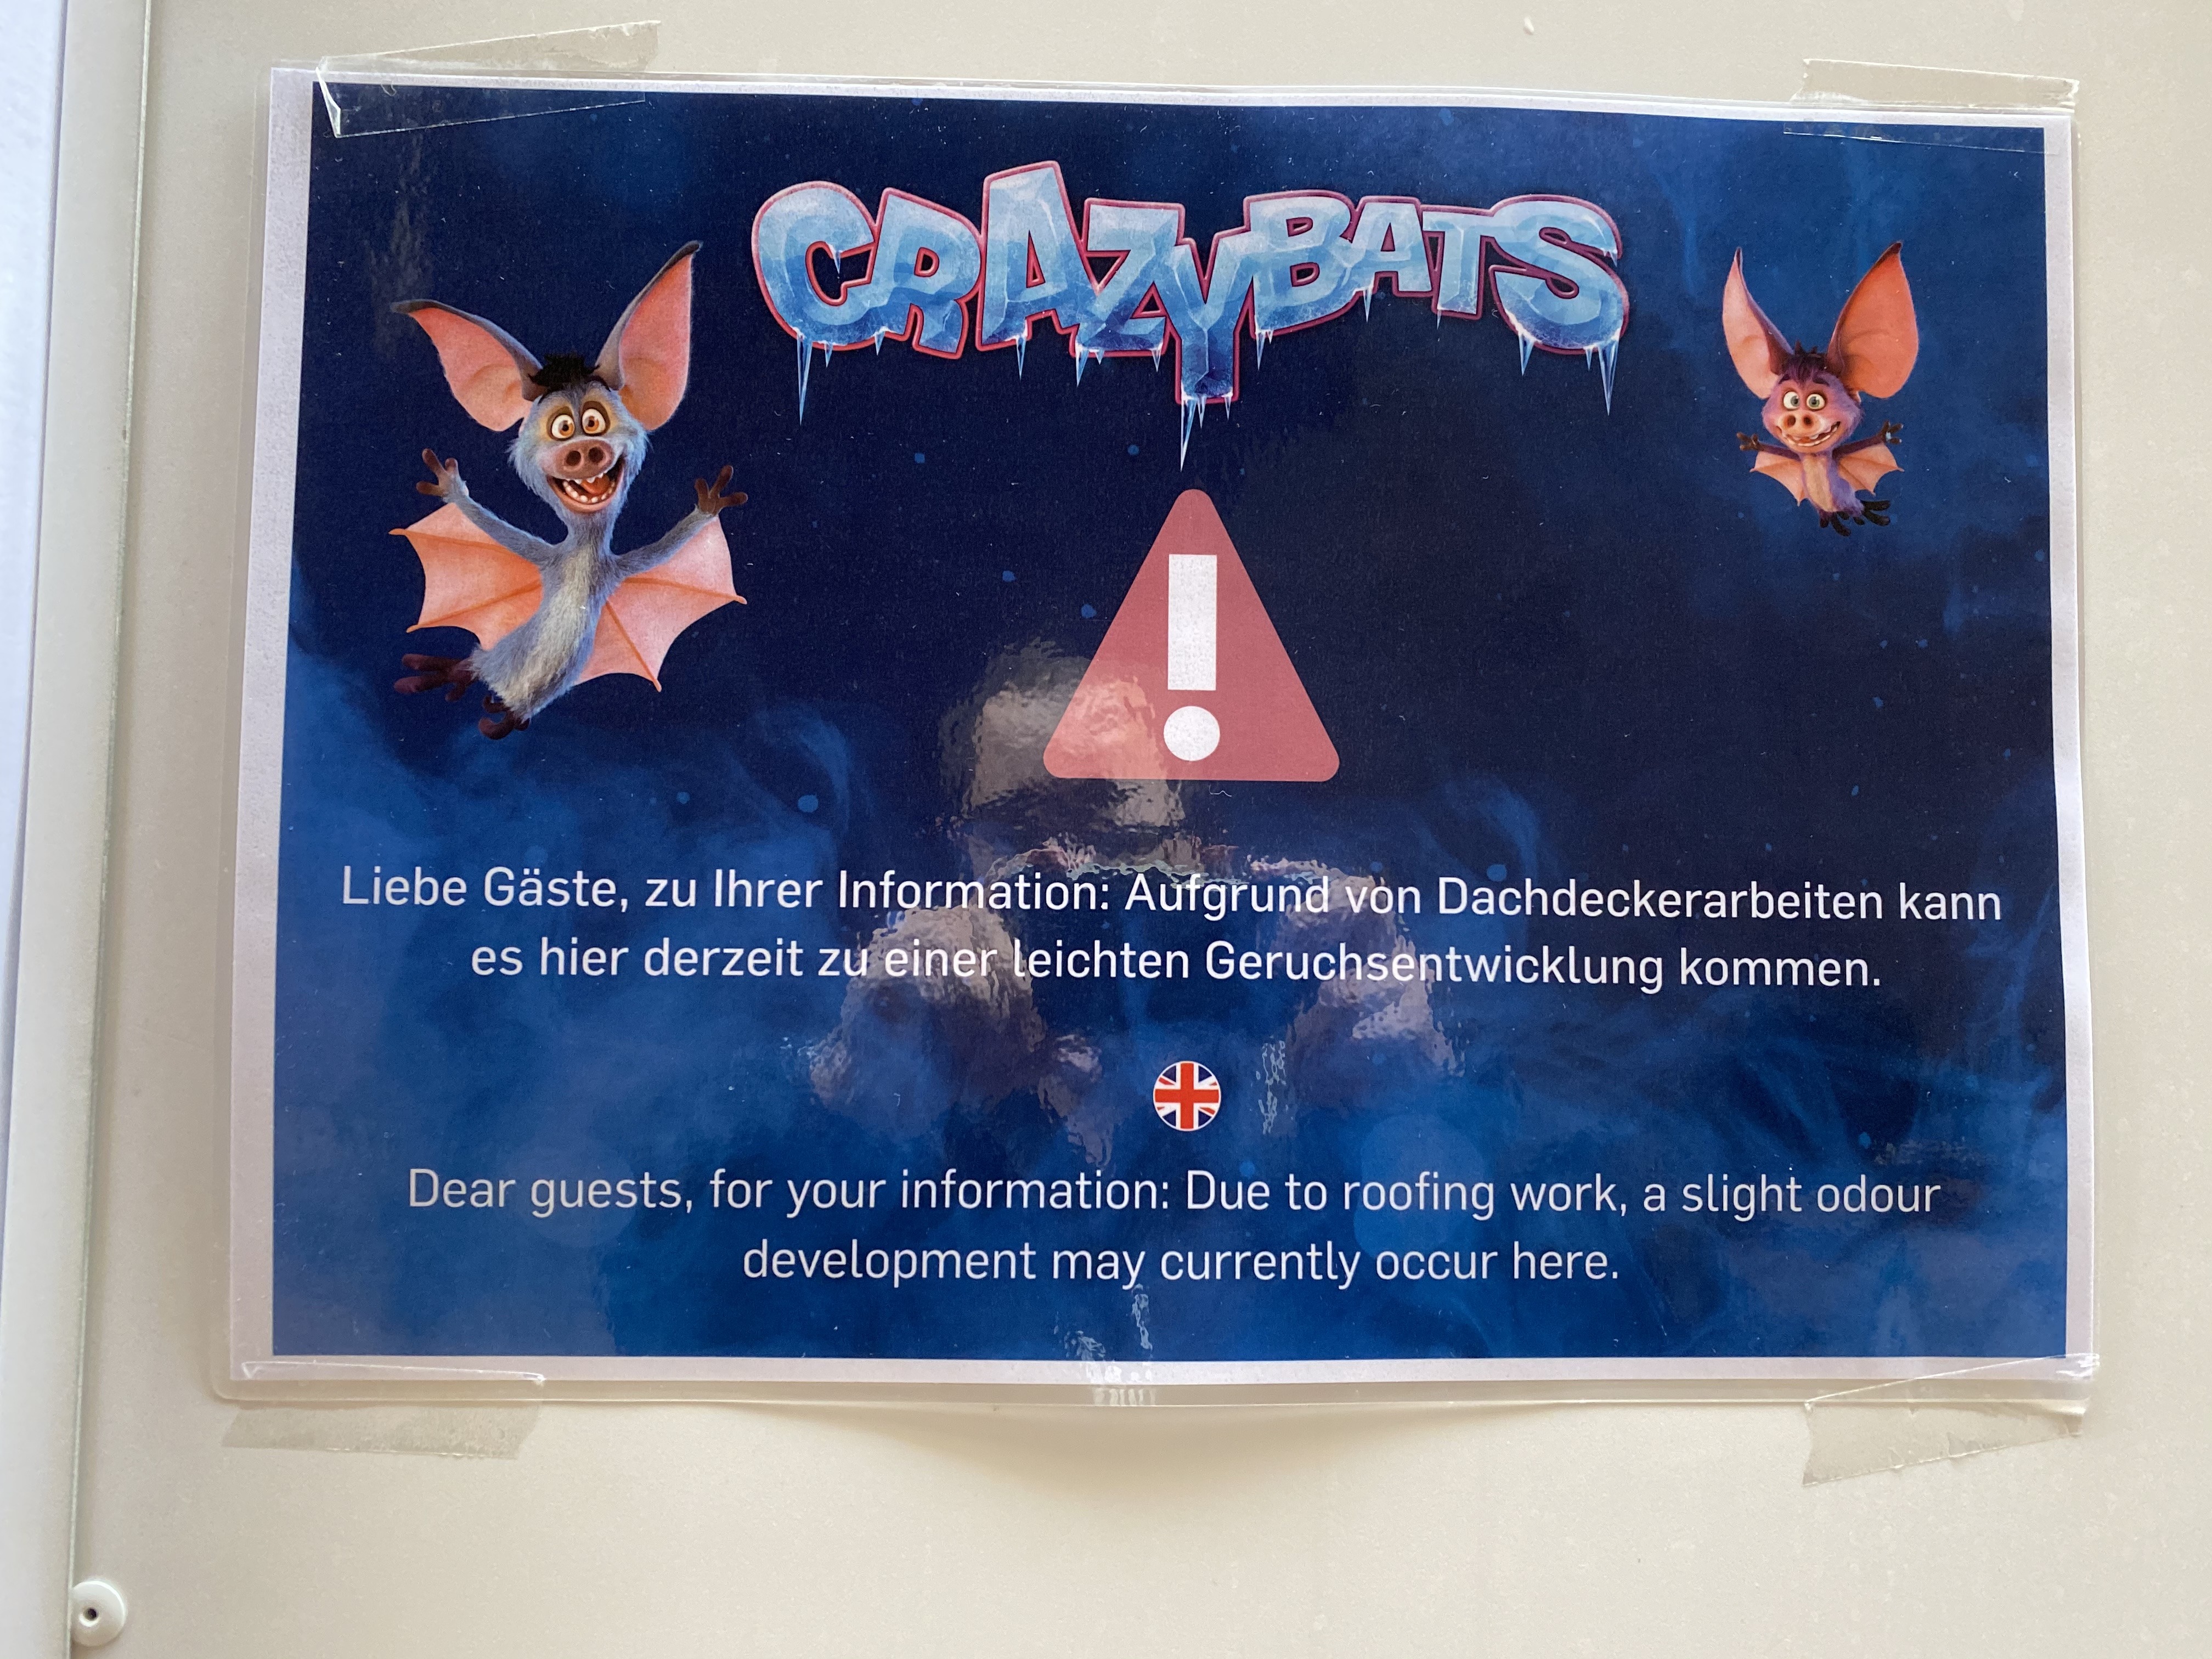 CRAZYBATS
!
Liebe Gäste, zu Ihrer Information: Aufgrund von Dachdeckerarbeiten kann
es hier derzeit zu einer leichten Geruchsentwicklung kommen.
Dear guests, for your information: Due to roofing work, a slight odour
development may currently occur here.